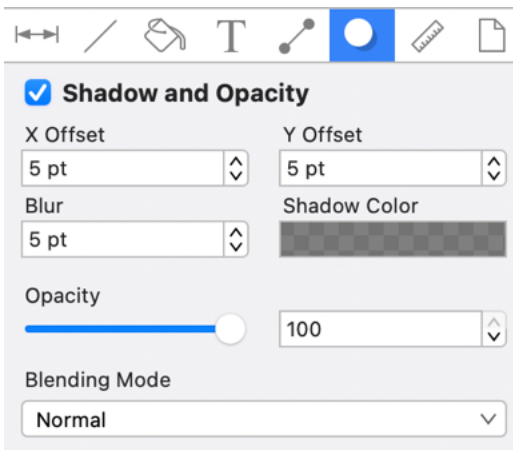 T
Shadow and Opacity
X Offset Y Offset
5 pt 5 pt
Blur Shadow Color
5 pt
Opacity
100
Blending Mode
Normal